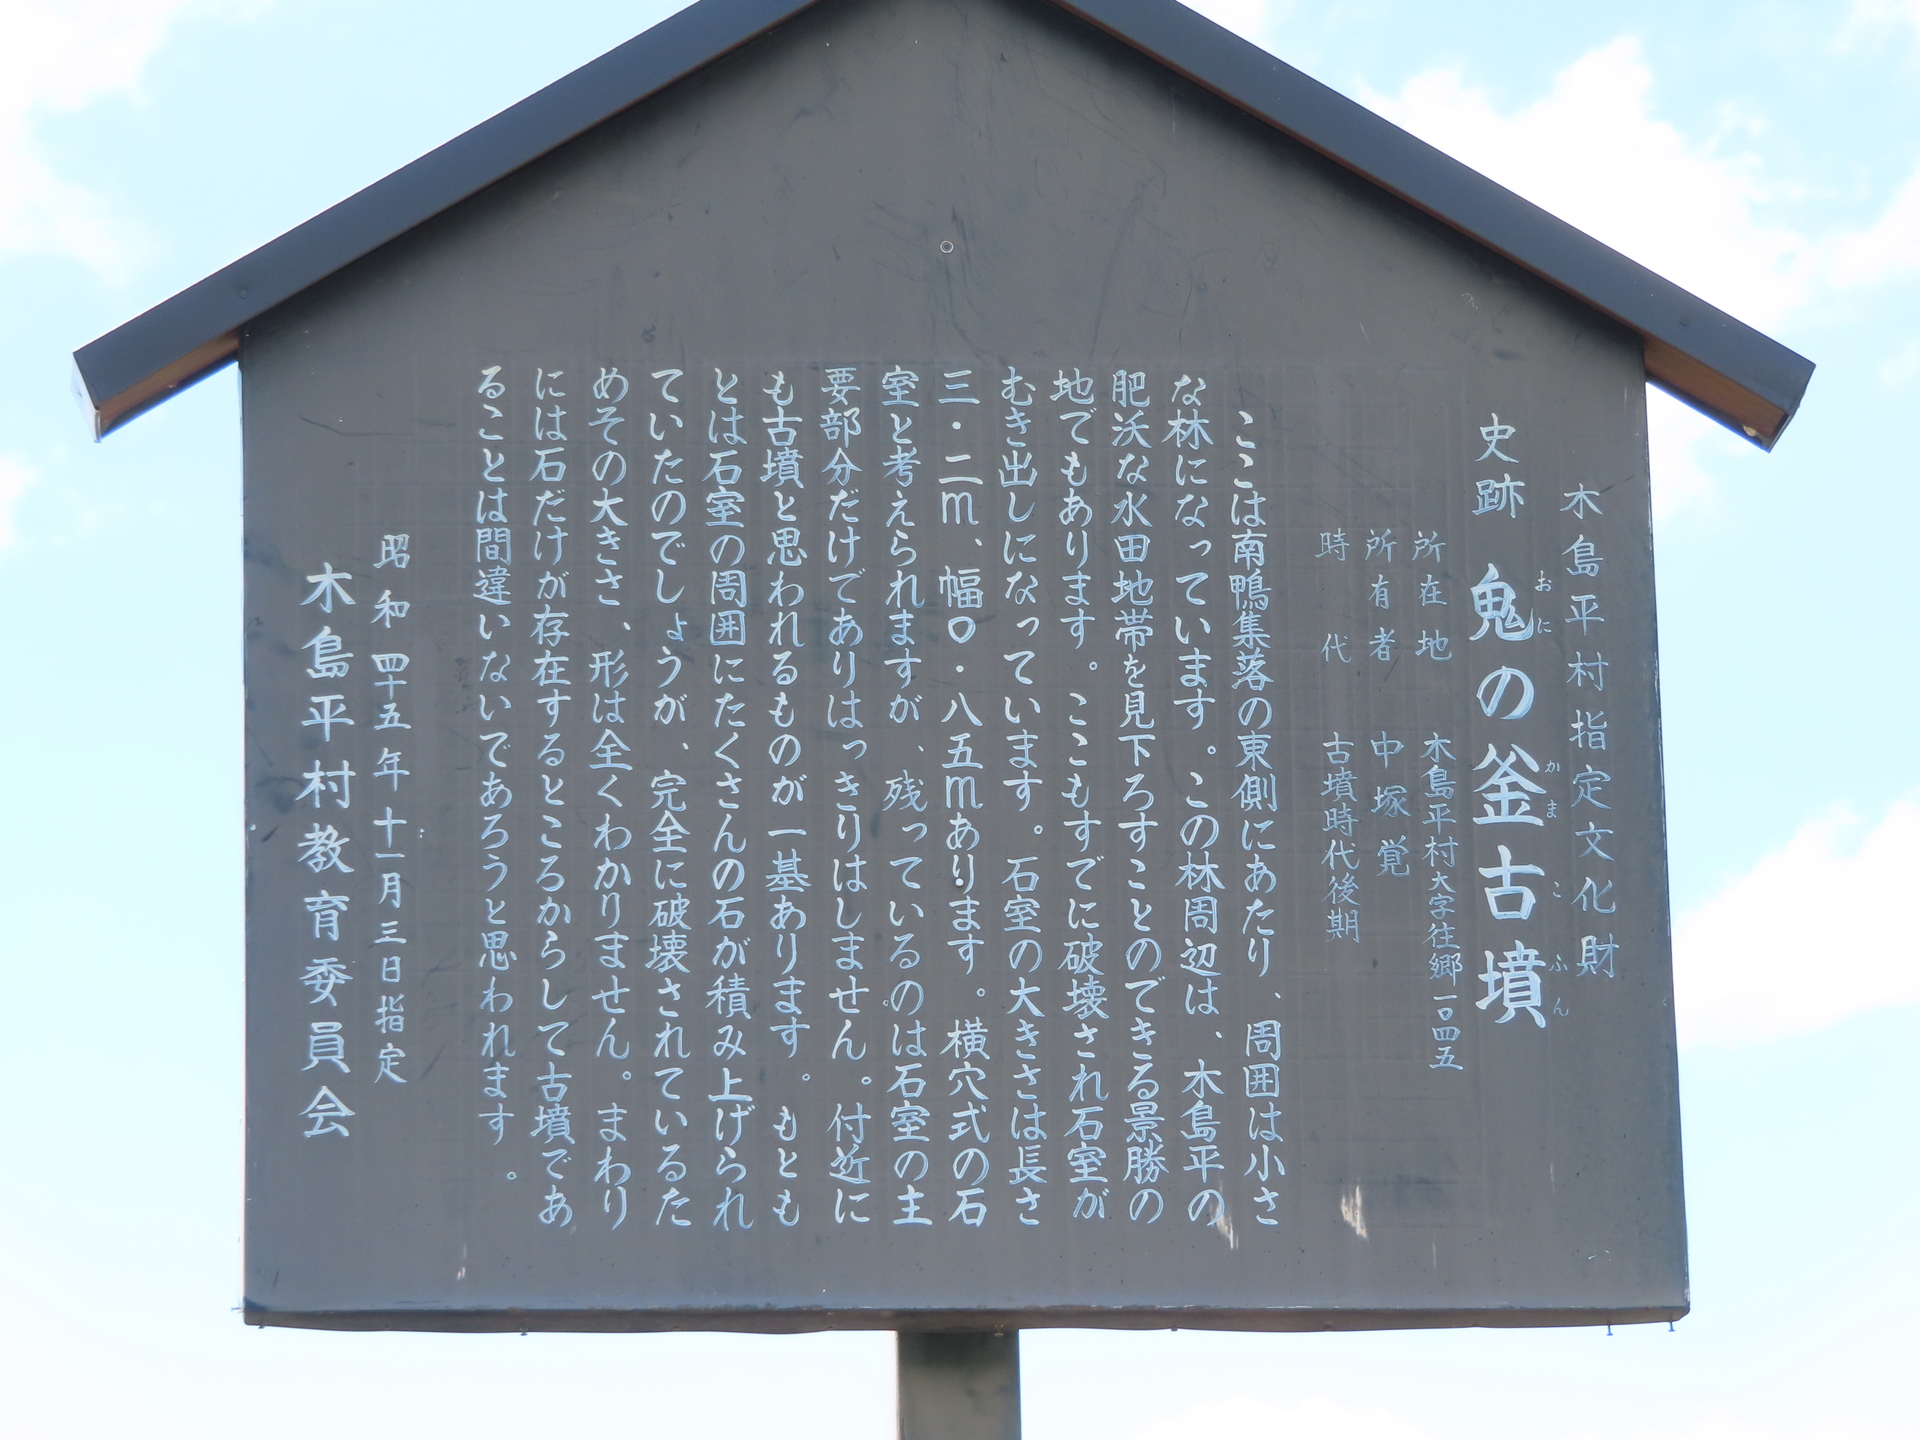 木島平村指定文化財
史跡 鬼の釜古墳
おに かま こふん
所在地 木島平村大字往郷一〇四五
所有者 中塚覚
時代 古墳時代後期
ここは南鴨集落の東側にあたり、周囲は小さ
な林になっています。この林周辺は、木島平の
肥沃な水田地帯を見下ろすことのできる景勝の
地でもあります。ここもすでに破壊され石室が
むき出しになっています。石室の大きさは長さ
三・二m、幅〇・八五mあります。横穴式の石
室と考えられますが、残っているのは石室の主
要部分だけでありはっきりはしません。付近に
も古墳と思われるものが一基あります。もとも
とは石室の周囲にたくさんの石が積み上げられ
ていたのでしょうが、完全に破壊されているた
めその大きさ、形は全くわかりません。まわり
には石だけが存在するところからして古墳であ
ることは間違いないであろうと思われます。
昭和四十五年十一月三日指定
木島平村教育委員会